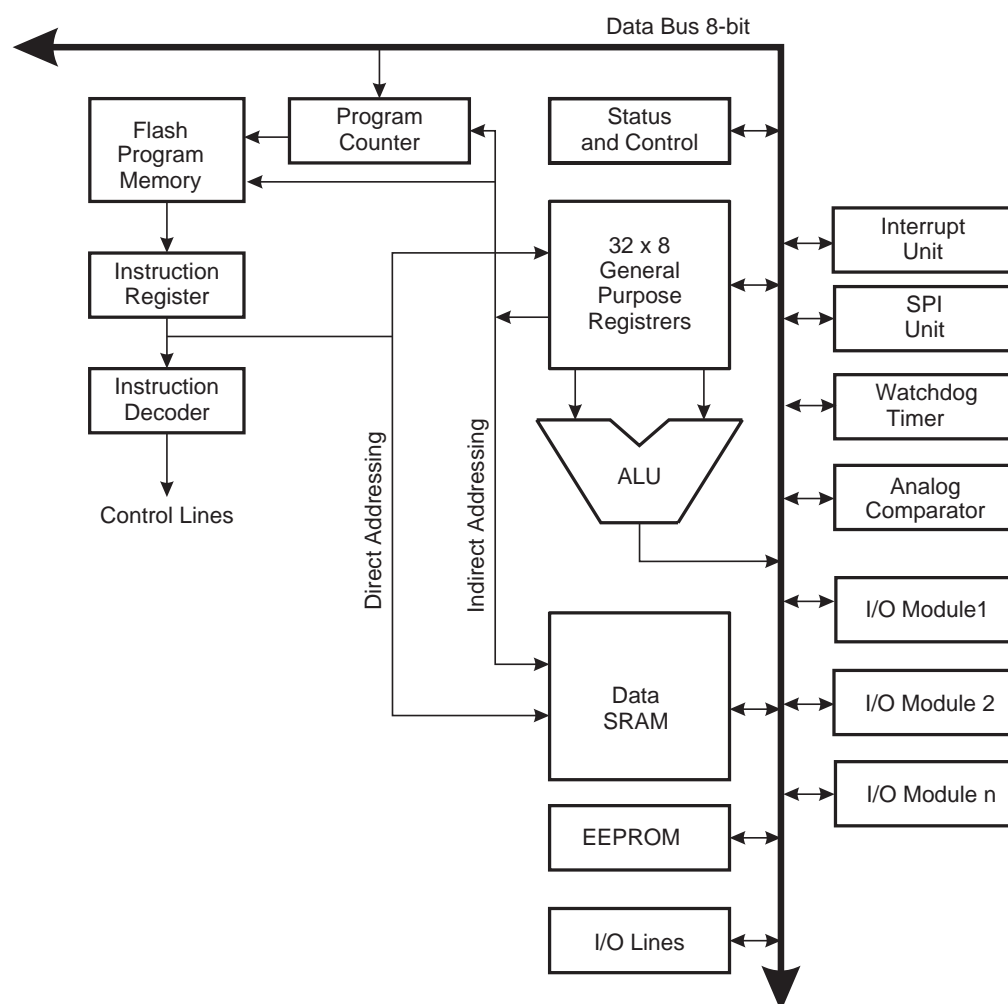 Data Bus 8-bit
Flash
Program
Memory
Program
Counter
Status
and Control
32 x 8
General
Purpose
Registrers
Interrupt
Unit
Instruction
Register
SPI
Unit
Instruction
Decoder
Watchdog
Timer
Control Lines
Direct Addressing
Indirect Addressing
ALU
Analog
Comparator
I/O Module1
Data
SRAM
I/O Module 2
I/O Module n
EEPROM
I/O Lines